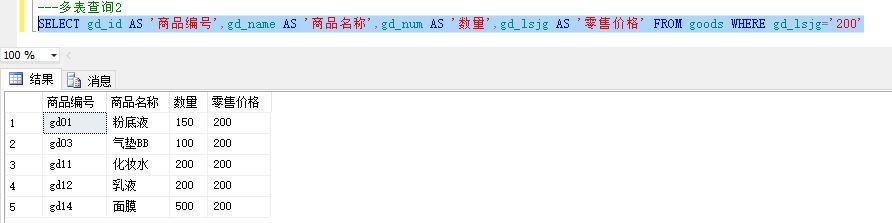 ---多表查询2
SELECT gd_id AS '商品编号',gd_name AS '商品名称',gd_num AS '数量',gd_lsjg AS '零售价格' FROM goods WHERE gd_lsjg='200'
100 %
结果 消息
商品编号 商品名称 数量 零售价格
1 gd01 粉底液 150 200
2 gd03 气垫BB 100 200
3 gd11 化妆水 200 200
4 gd12 乳液 200 200
5 gd14 面膜 500 200